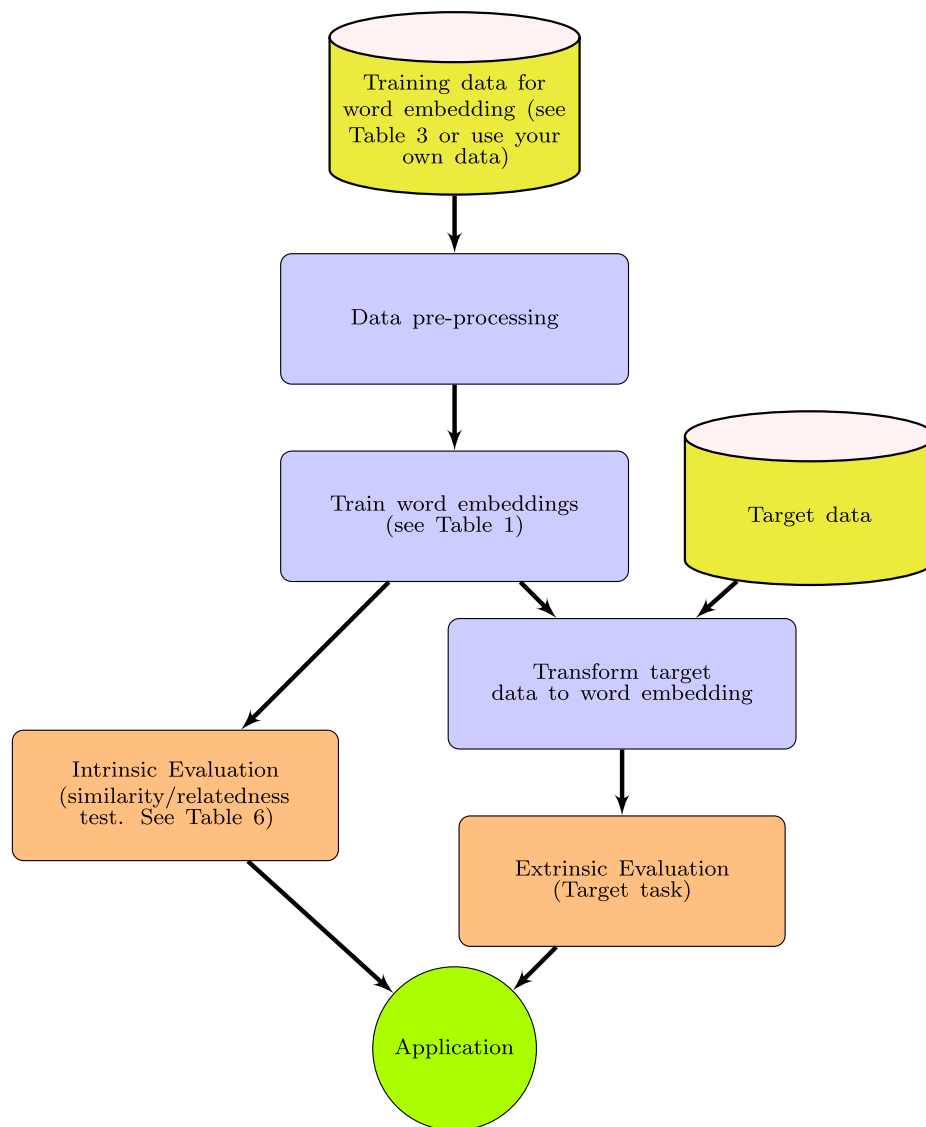 Training data for
word embedding (see
Table 3 or use your
own data)
Data pre-processing
Train word embeddings
(see Table 1)
Target data
Transform target
data to word embedding
Intrinsic Evaluation
(similarity/relatedness
test. See Table 6)
Extrinsic Evaluation
(Target task)
Application